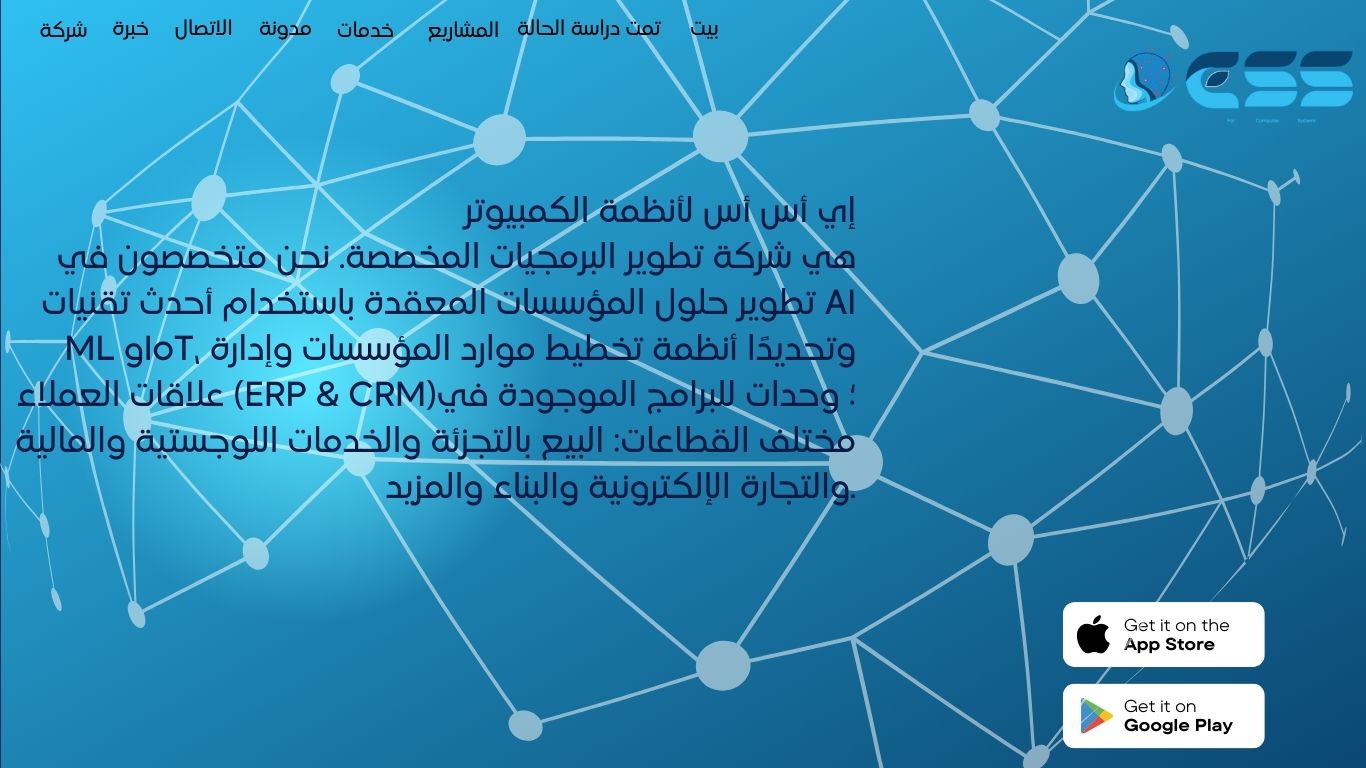 بيت تمت دراسة الحالة المشاريع خدمات مدونة الاتصال خبرة شركة
CSS
For Computer Systems
إي أس أس لأنظمة الكمبيوتر
هي شركة تطوير البرمجيات المخصصة. نحن متخصصون في
تطوير حلول المؤسسات المعقدة باستخدام أحدث تقنيات AI
وML وIoT، وتحديدًا أنظمة تخطيط موارد المؤسسات وإدارة
علاقات العملاء (ERP & CRM)؛ وحدات للبرامج الموجودة في
مختلف القطاعات: البيع بالتجزئة والخدمات اللوجستية والمالية
والتجارة الإلكترونية والبناء والمزيد.
Get it on the
App Store
Get it on
Google Play